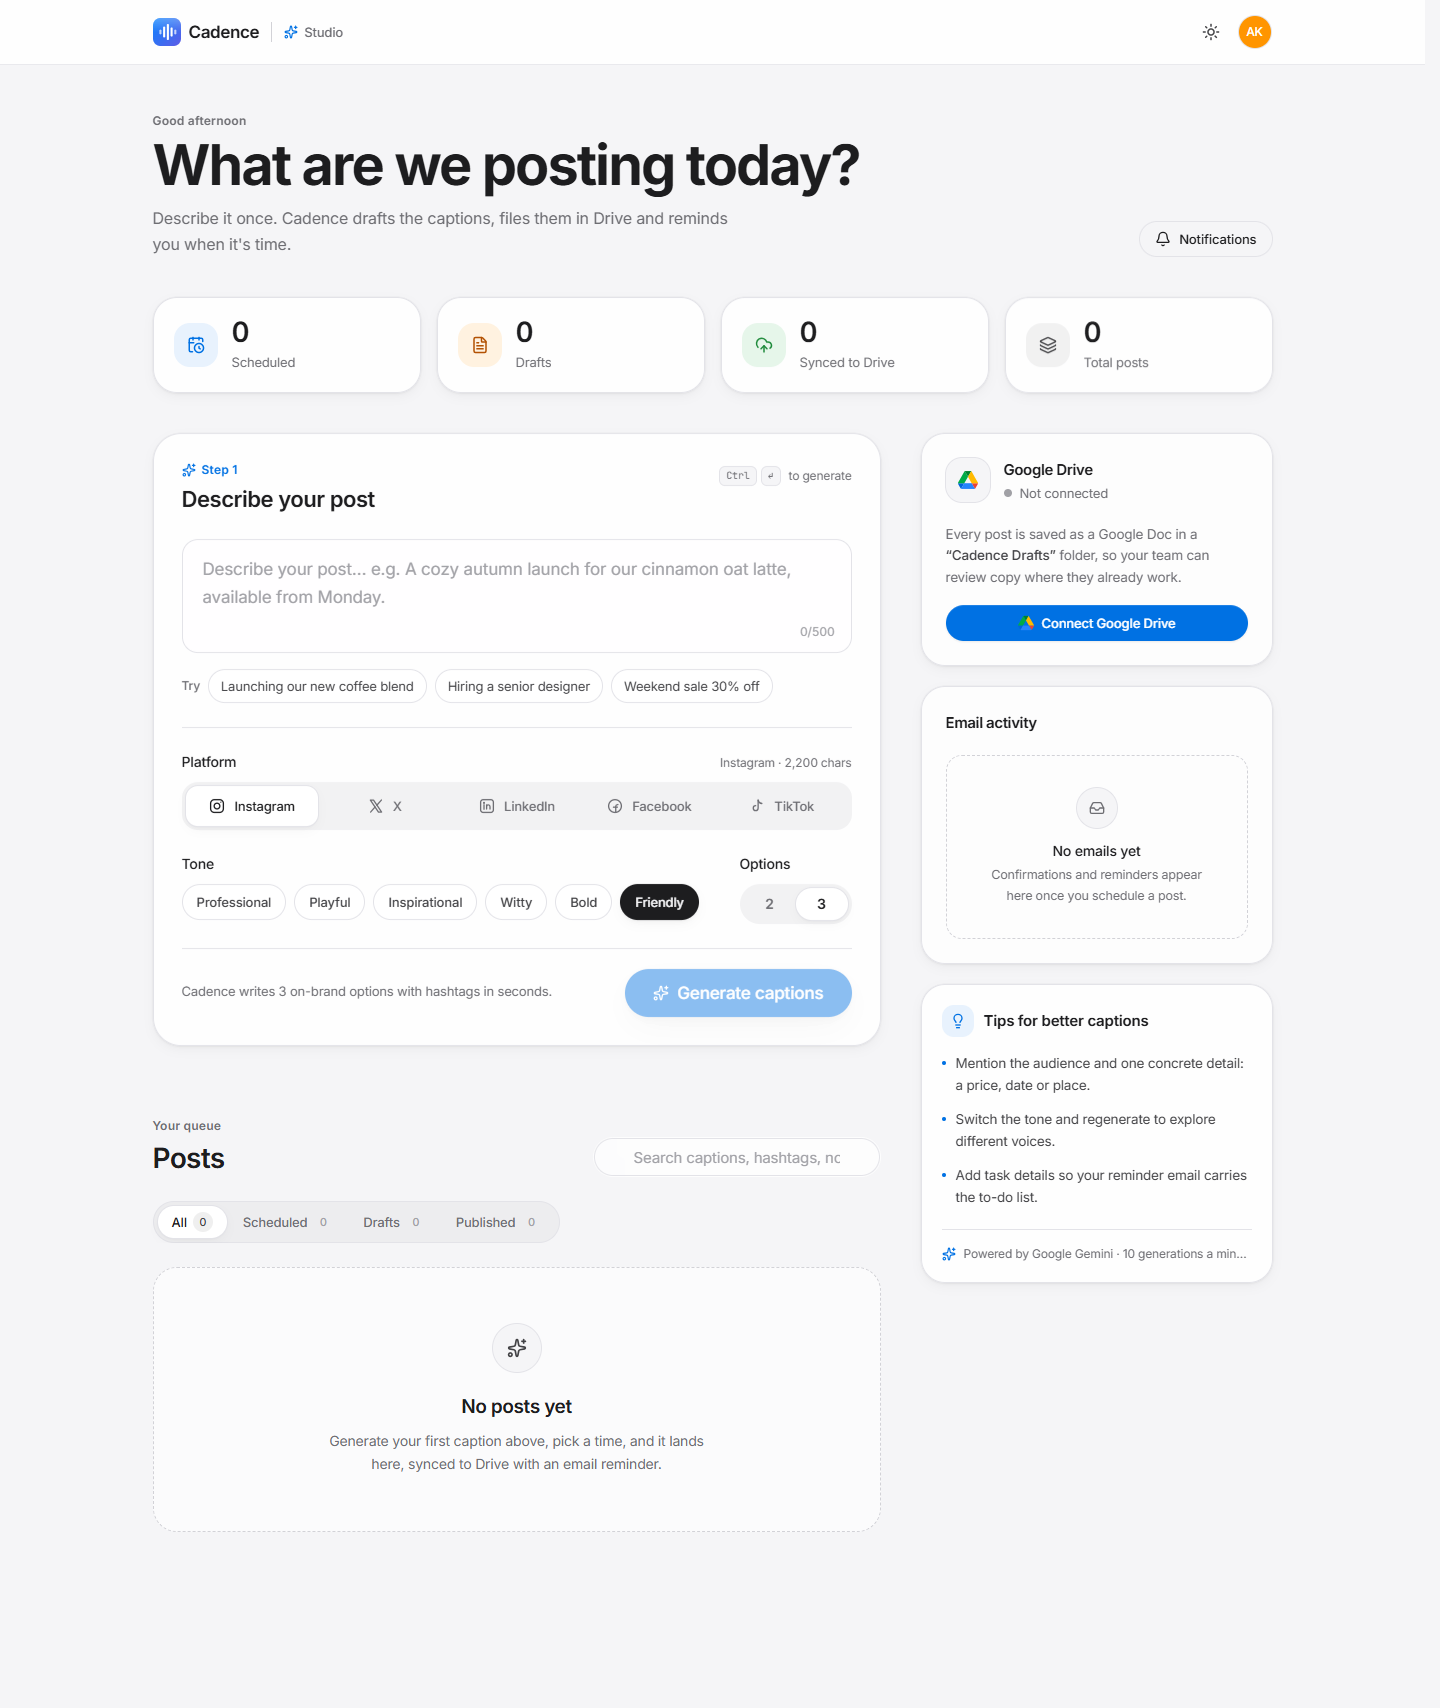 Cadence
Studio
AK
Good afternoon
What are we posting today?
Describe it once. Cadence drafts the captions, files them in Drive and reminds
you when it's time.
Notifications
0
Scheduled
0
Drafts
0
Synced to Drive
0
Total posts
Step 1
Describe your post
Ctrl ⏎ to generate
Describe your post... e.g. A cozy autumn launch for our cinnamon oat latte,
available from Monday.
0/500
Try
Launching our new coffee blend
Hiring a senior designer
Weekend sale 30% off
Platform
Instagram · 2,200 chars
Instagram
X
LinkedIn
Facebook
TikTok
Tone
Options
Professional
Playful
Inspirational
Witty
Bold
Friendly
2
3
Cadence writes 3 on-brand options with hashtags in seconds.
Generate captions
Google Drive
Not connected
Every post is saved as a Google Doc in a
“Cadence Drafts” folder, so your team can
review copy where they already work.
Connect Google Drive
Email activity
No emails yet
Confirmations and reminders appear
here once you schedule a post.
Tips for better captions
Mention the audience and one concrete detail:
a price, date or place.
Switch the tone and regenerate to explore
different voices.
Add task details so your reminder email carries
the to-do list.
Powered by Google Gemini · 10 generations a min...
Your queue
Posts
Search captions, hashtags, nc
All 0
Scheduled 0
Drafts 0
Published 0
No posts yet
Generate your first caption above, pick a time, and it lands
here, synced to Drive with an email reminder.